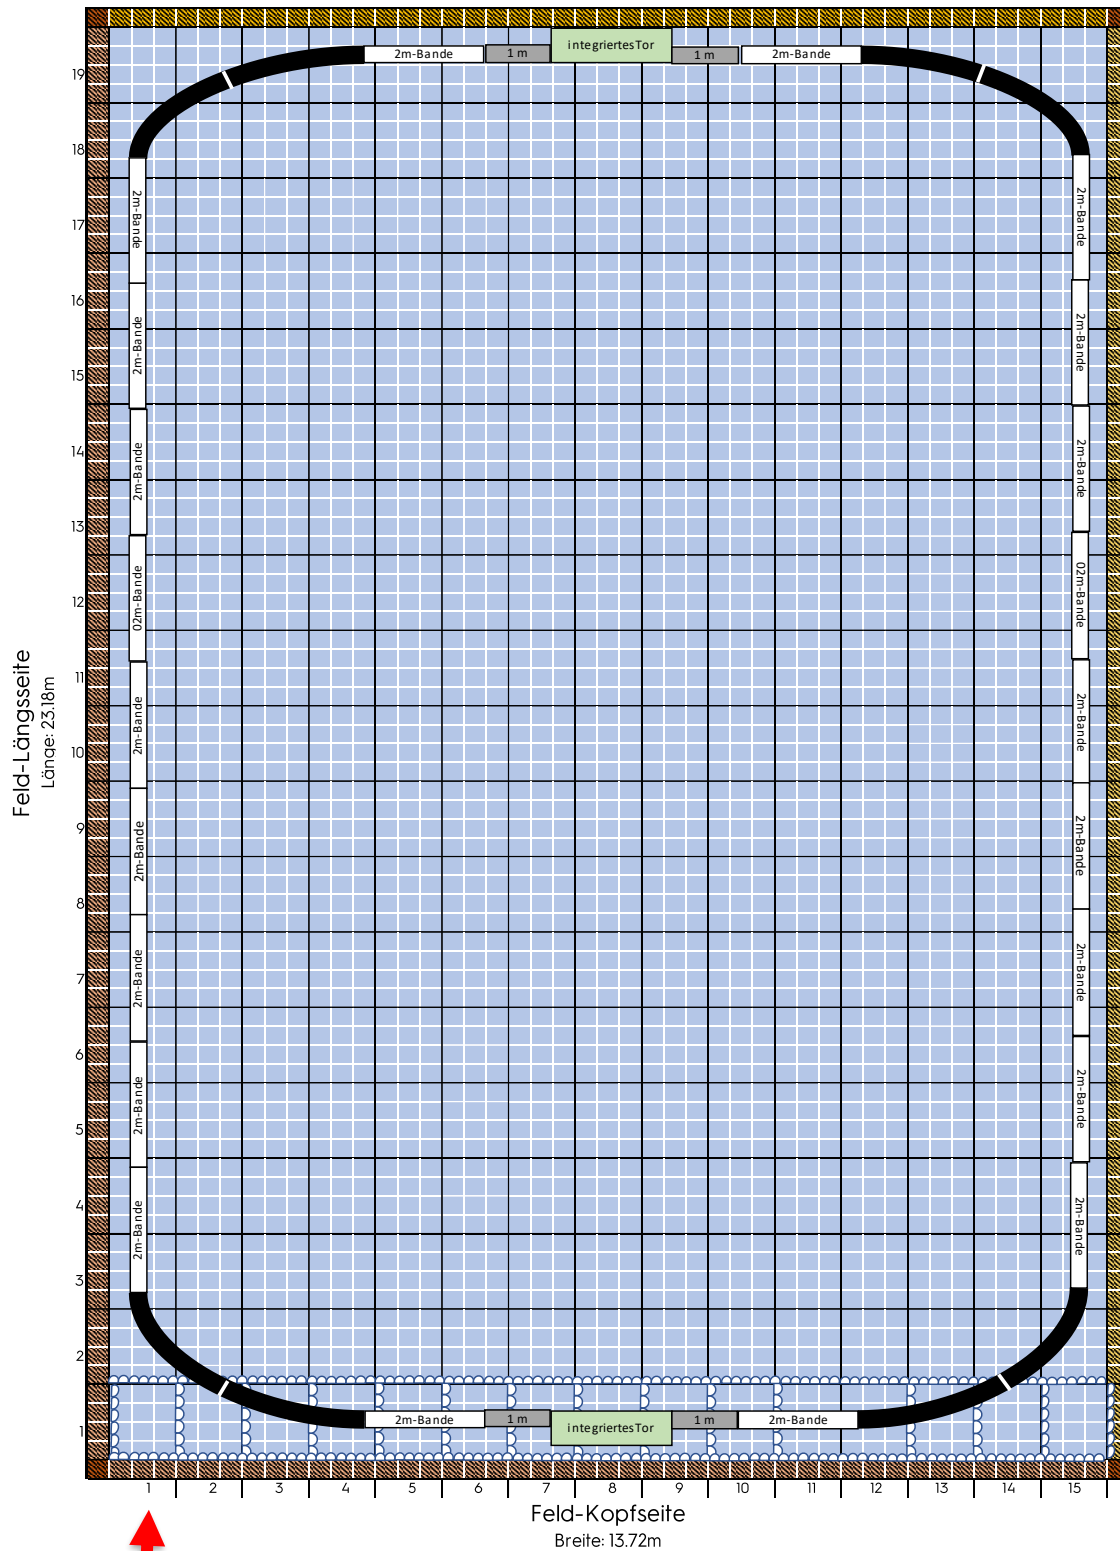 2m-Bande 1 m integriertesTor 1 m 2m-Bande
19
18
17
16
15
14
13
12
11
10
9
8
7
6
5
4
3
2
1
2m-Bande
2m-Bande
2m-Bande
02m-Bande
2m-Bande
2m-Bande
2m-Bande
2m-Bande
2m-Bande
2m-Bande
2m-Bande
2m-Bande
02m-Bande
2m-Bande
2m-Bande
2m-Bande
2m-Bande
2m-Bande
Feld-Längsseite
Länge: 23.18m
2m-Bande 1 m integriertesTor 1 m 2m-Bande
1 2 3 4 5 6 7 8 9 10 11 12 13 14 15
Feld-Kopfseite
Breite: 13.72m